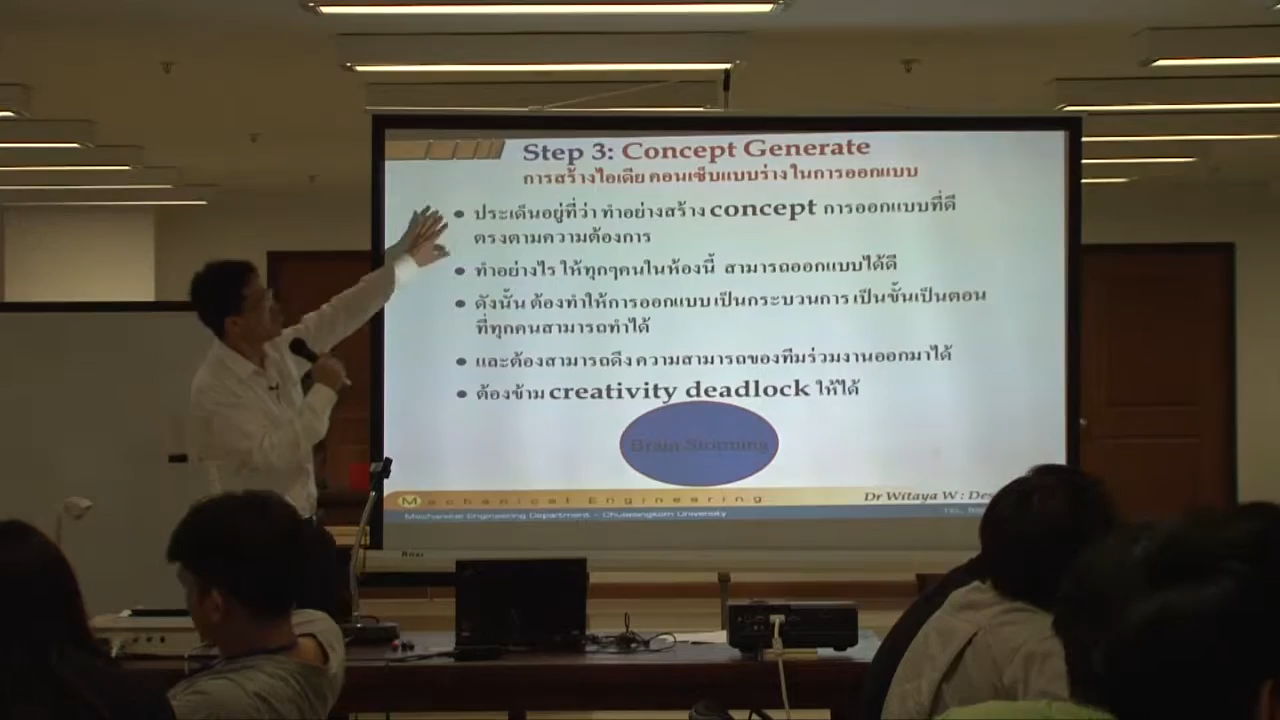 Step 3: Concept Generate
การสร้างไอเดีย คอนเซ็บแบบร่าง ในการออกแบบ
ประเด็นอยู่ที่ว่า ทำอย่างสร้าง concept การออกแบบที่ดี
ตรงตามความต้องการ
ทำอย่างไร ให้ทุกๆคนในห้องนี้ สามารถออกแบบได้ดี
ดังนั้น ต้องทำให้การออกแบบ เป็นกระบวนการ เป็นขั้นเป็นตอน
ที่ทุกคนสามารถทำได้
และต้องสามารถดึง ความสามารถของทีมร่วมงานออกมาได้
ต้องข้าม creativity deadlock ให้ได้
Brain Storming
Mechanical Engineering
Dr Witaya W : Des
Mechanical Engineering Department - Chulalongkorn University